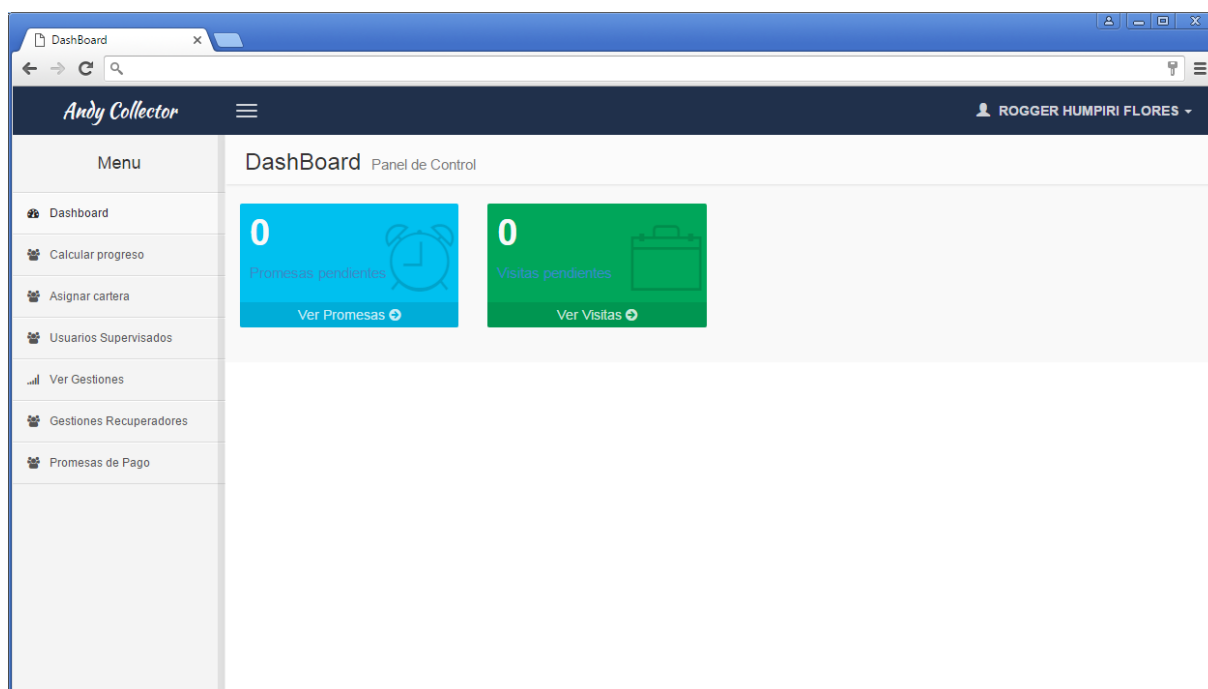 DashBoard
Andy Collector
ROGGER HUMPIRI FLORES
Menu
DashBoard Panel de Control
Dashboard
Calcular progreso
Asignar cartera
Usuarios Supervisados
Ver Gestiones
Gestiones Recuperadores
Promesas de Pago
0
Promesas pendientes
Ver Promesas
0
Visitas pendientes
Ver Visitas